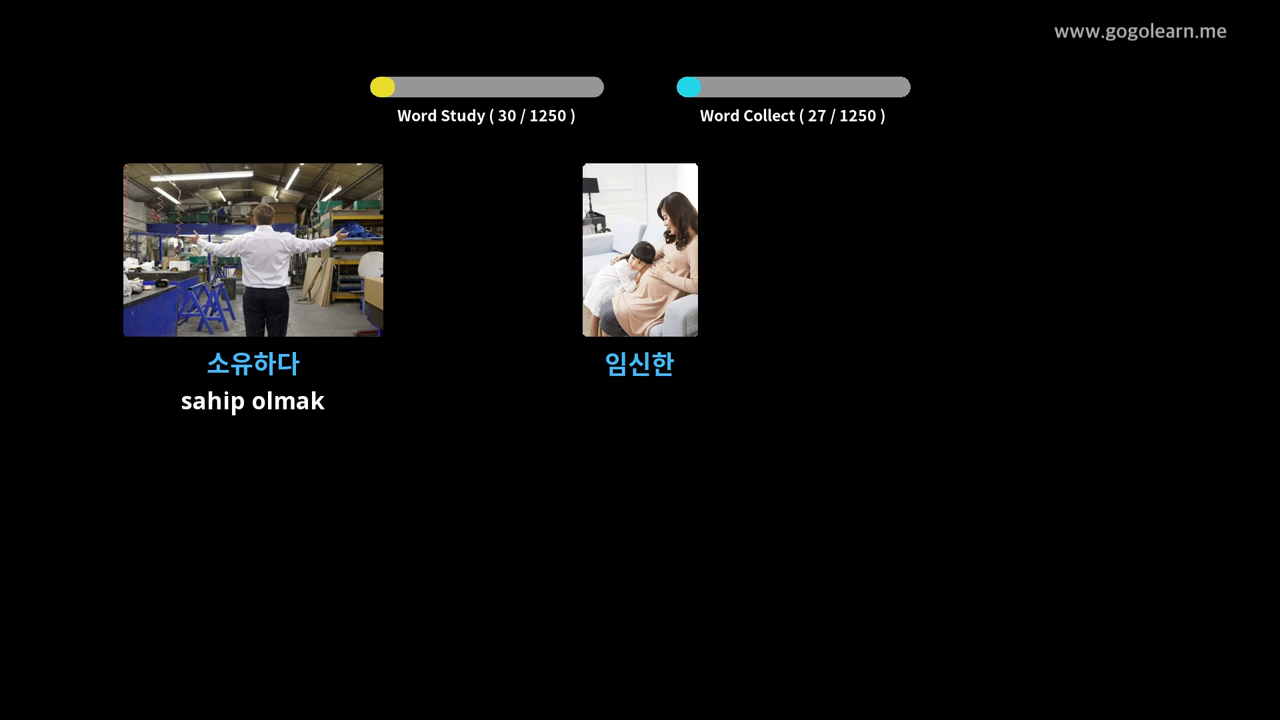 www.gogolearn.me
Word Study ( 30 / 1250 )
Word Collect ( 27 / 1250 )
소유하다
sahip olmak
임신한